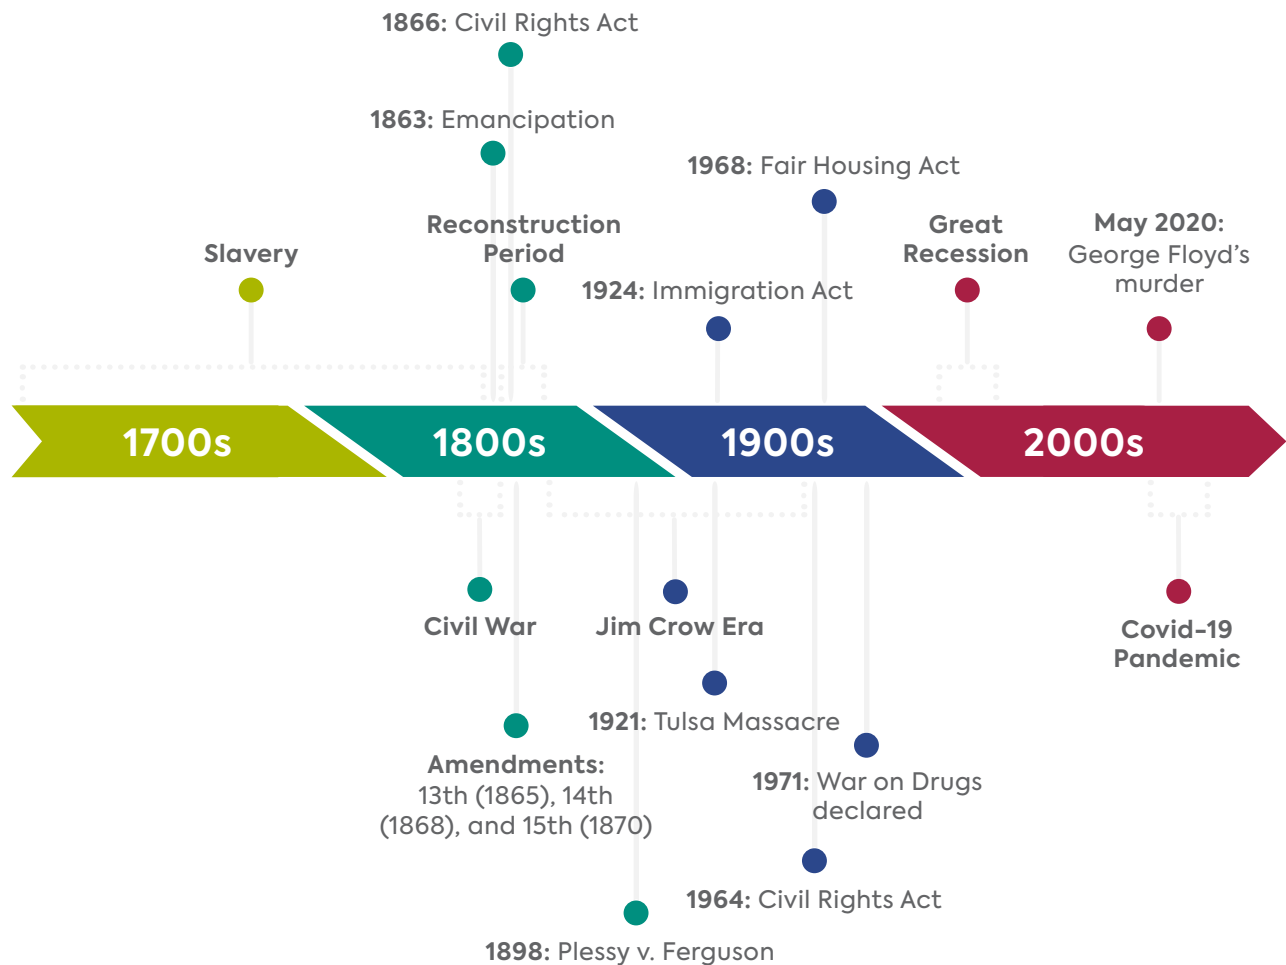 1866: Civil Rights Act
1863: Emancipation
1968: Fair Housing Act
Reconstruction
Period
Great
Recession
May 2020:
George Floyd’s
murder
Slavery
1924: Immigration Act
1700s
1800s
1900s
2000s
Civil War
Jim Crow Era
Covid-19
Pandemic
1921: Tulsa Massacre
Amendments:
13th (1865), 14th
(1868), and 15th (1870)
1971: War on Drugs
declared
1964: Civil Rights Act
1898: Plessy v. Ferguson